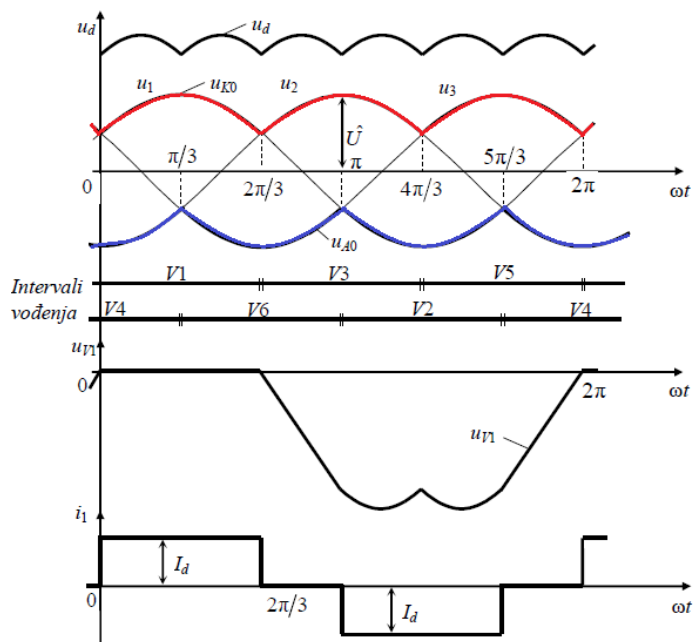 u_d
u_d
u_1 u_K0 u_2 u_3
Û
π/3 π 5π/3
0 2π/3 4π/3 2π ωt
u_A0
V1 V3 V5
Intervali
vođenja
V4 V6 V2 V4
u_V1
0 2π ωt
u_V1
i_1
I_d
0 2π/3 I_d ωt